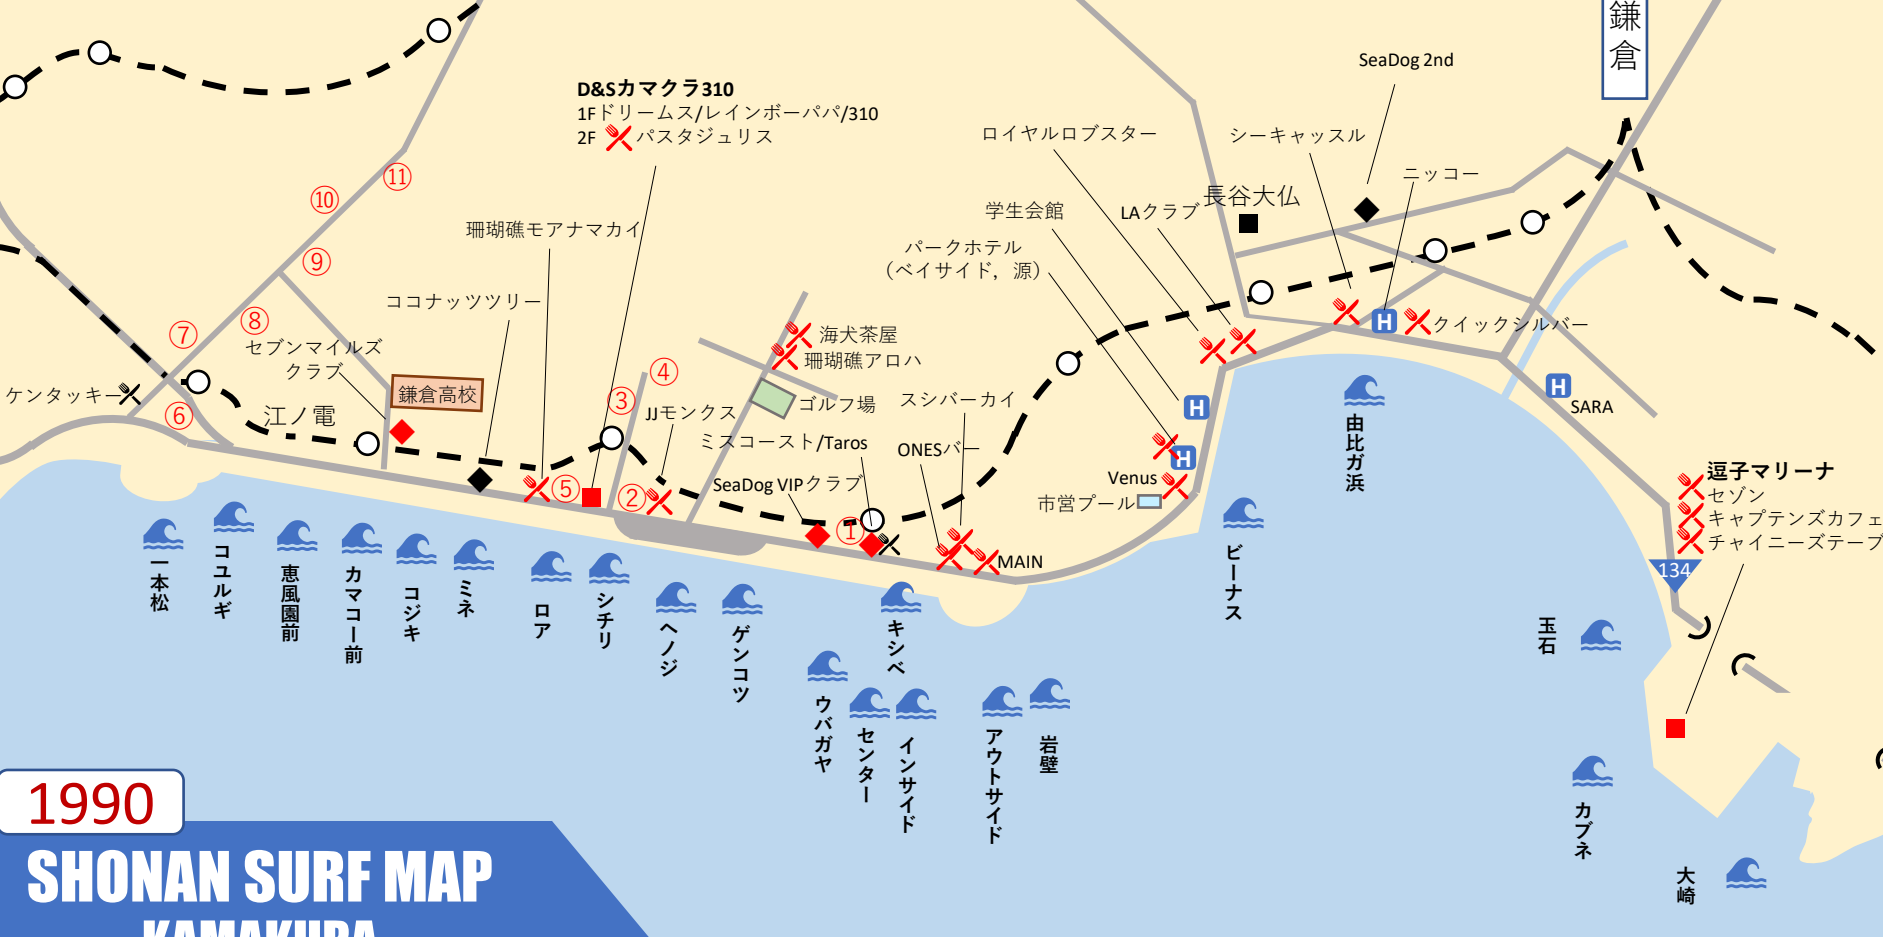 鎌倉
SeaDog 2nd
D&Sカマクラ310
1Fドリームス/レインボーパパ/310
2F パスタジュリス
ロイヤルロブスター
シーキャッスル
ニッコー
⑪
⑩
長谷大仏
学生会館
LAクラブ
珊瑚礁モアナマカイ
パークホテル
（ベイサイド，源）
⑨
ココナッツツリー
⑧
⑦
クイックシルバー
海犬茶屋
珊瑚礁アロハ
セブンマイルズ
クラブ
④
ケンタッキー
鎌倉高校
③
ゴルフ場
スシバーカイ
⑥
江ノ電
JJモンクス
SARA
由比ガ浜
ミスコースト/Taros
ONESバー
H
H
H
H
逗子マリーナ
セゾン
キャプテンズカフェ
チャイニーズテーブ
SeaDog VIPクラブ
Venus
市営プール
⑤
②
①
MAIN
134
一本松
コユルギ
恵風園前
カマコー前
コジキ
ミネ
ロア
シチリ
ヘノジ
ゲンコツ
ウバガヤ
センター
キシベ
インサイド
アウトサイド
岩壁
ビーナス
玉石
カブネ
大崎
1990
SHONAN SURF MAP
KAMAKURA